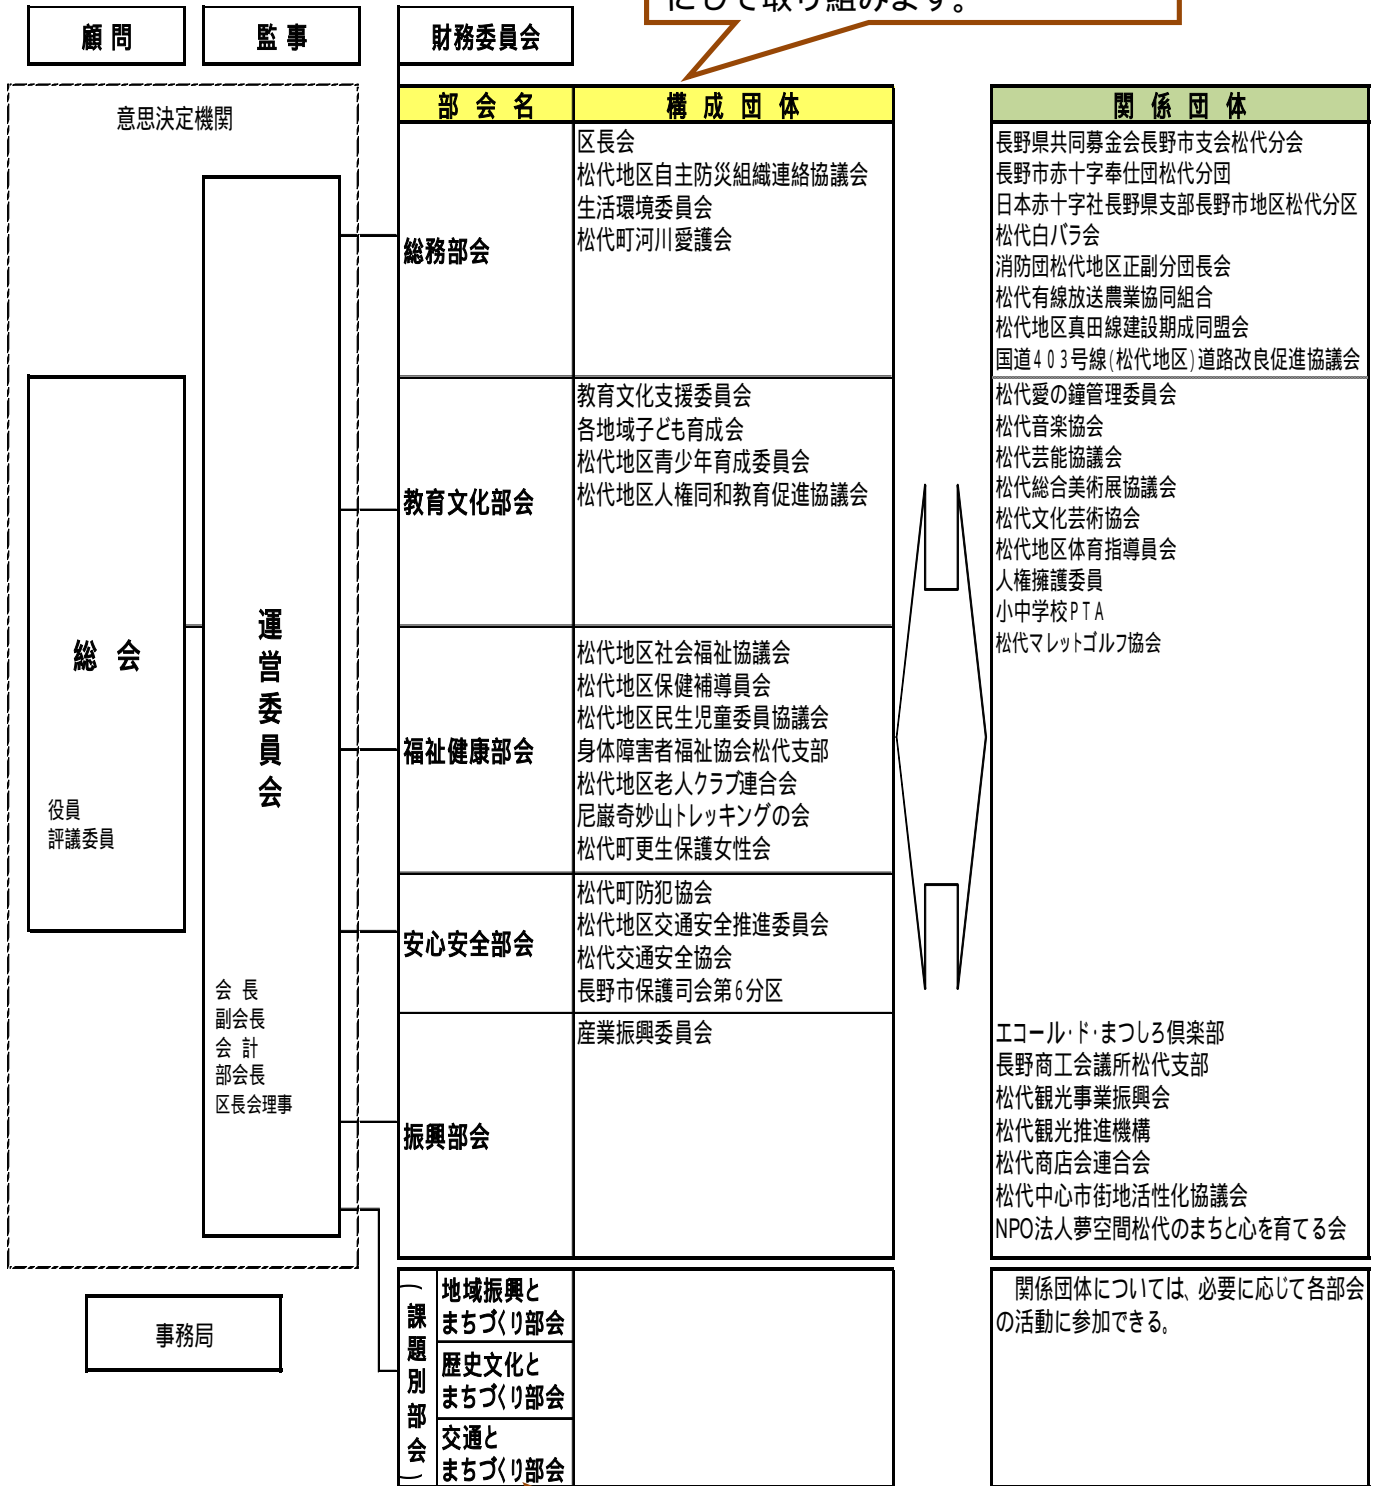 にして取り組みます。
顧 問
監 事
財務委員会
意思決定機関
総 会
役員
評議委員
運営委員会
会 長
副会長
会 計
部会長
区長会理事
事務局
部 会 名
構 成 団 体
総務部会
区長会
松代地区自主防災組織連絡協議会
生活環境委員会
松代町河川愛護会
教育文化部会
教育文化支援委員会
各地域子ども育成会
松代地区青少年育成委員会
松代地区人権同和教育促進協議会
福祉健康部会
松代地区社会福祉協議会
松代地区保健補導員会
松代地区民生児童委員協議会
身体障害者福祉協会松代支部
松代地区老人クラブ連合会
尼巌奇妙山トレッキングの会
松代町更生保護女性会
安心安全部会
松代町防犯協会
松代地区交通安全推進委員会
松代交通安全協会
長野市保護司会第6分区
振興部会
産業振興委員会
(課題別部会)
地域振興と
まちづくり部会
歴史文化と
まちづくり部会
交通と
まちづくり部会
関 係 団 体
長野県共同募金会長野市支会松代分会
長野市赤十字奉仕団松代分団
日本赤十字社長野県支部長野市地区松代分区
松代白バラ会
消防団松代地区正副分団長会
松代有線放送農業協同組合
松代地区真田線建設期成同盟会
国道403号線(松代地区)道路改良促進協議会
松代愛の鐘管理委員会
松代音楽協会
松代芸能協議会
松代総合美術展協議会
松代文化芸術協会
松代地区体育指導員会
人権擁護委員
小中学校PTA
松代マレットゴルフ協会
エコール・ド・まつしろ倶楽部
長野商工会議所松代支部
松代観光事業振興会
松代観光推進機構
松代商店会連合会
松代中心市街地活性化協議会
NPO法人夢空間松代のまちと心を育てる会
関係団体については、必要に応じて各部会
の活動に参加できる。